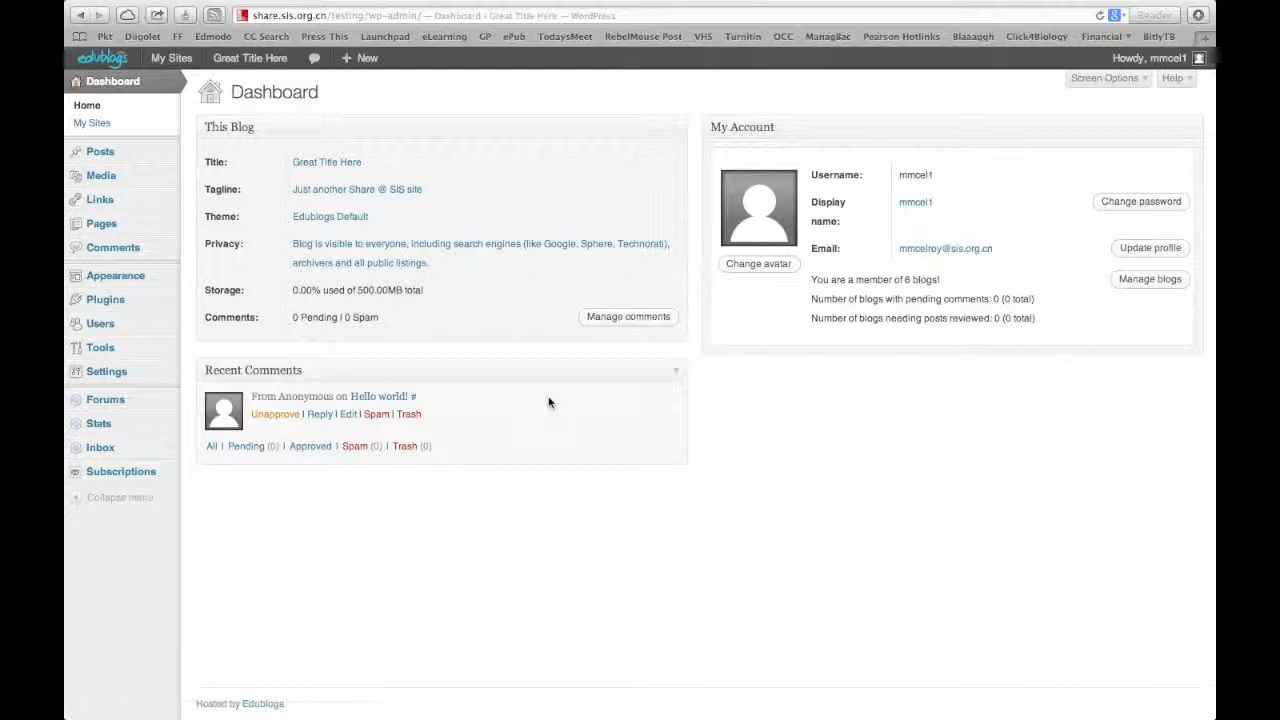 share.sis.org.cn/testing/wp-admin/ — Dashboard ‹ Great Title Here — WordPress
Reader
Pkt Diigolet FF Edmodo CC Search Press This Launchpad eLearning GP ePub TodaysMeet RebelMouse Post VHS Turnitin OCC ManagBac Pearson Hotlinks Blaaaggh Click4Biology Financial BitlyTB
edublogs My Sites Great Title Here + New Howdy, mmcel1
Dashboard
Home
My Sites
Posts
Media
Links
Pages
Comments
Appearance
Plugins
Users
Tools
Settings
Forums
Stats
Inbox
Subscriptions
Collapse menu
Screen Options Help
Dashboard
This Blog
Title: Great Title Here
Tagline: Just another Share @ SIS site
Theme: Edublogs Default
Privacy: Blog is visible to everyone, including search engines (like Google, Sphere, Technorati),
archivers and all public listings.
Storage: 0.00% used of 500.00MB total
Comments: 0 Pending | 0 Spam Manage comments
Recent Comments
From Anonymous on Hello world! #
Unapprove | Reply | Edit | Spam | Trash
All | Pending (0) | Approved | Spam (0) | Trash (0)
My Account
Username: mmcel1
Display mmcel1 Change password
name:
Email: mmcelroy@sis.org.cn Update profile
Change avatar
You are a member of 6 blogs! Manage blogs
Number of blogs with pending comments: 0 (0 total)
Number of blogs needing posts reviewed: 0 (0 total)
Hosted by Edublogs